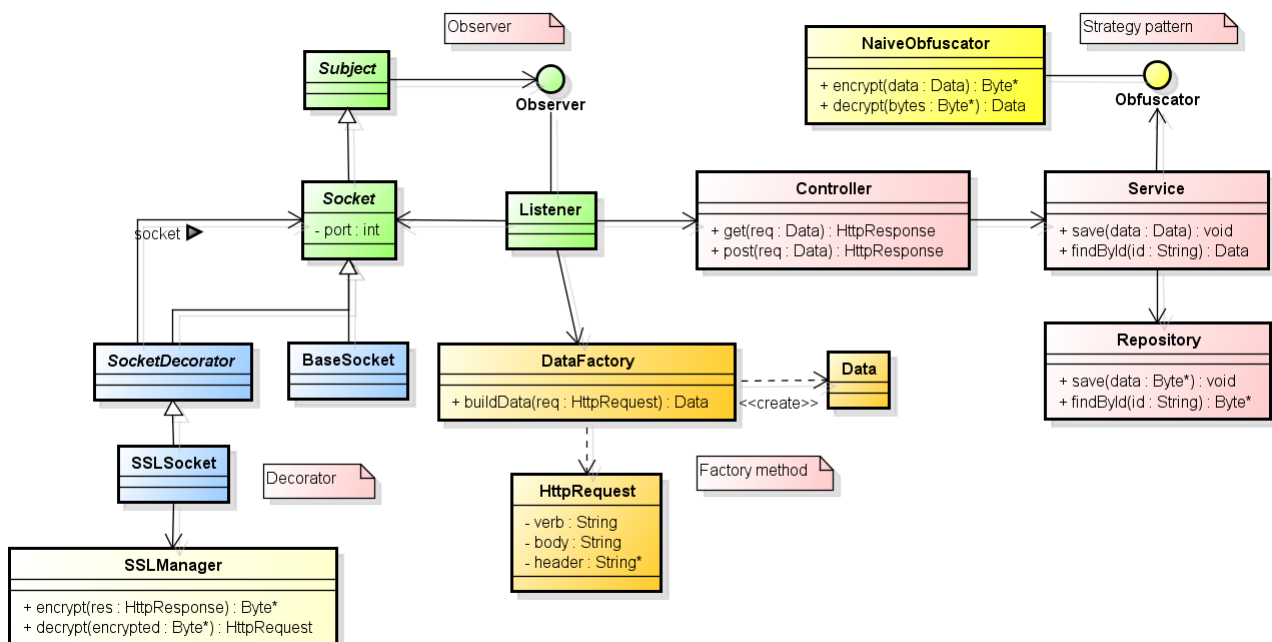 Observer
Subject
Observer
NaiveObfuscator
+ encrypt(data : Data) : Byte*
+ decrypt(bytes : Byte*) : Data
Strategy pattern
Obfuscator
Socket
- port : int
socket
Listener
Controller
+ get(req : Data) : HttpResponse
+ post(req : Data) : HttpResponse
Service
+ save(data : Data) : void
+ findById(id : String) : Data
SocketDecorator
BaseSocket
DataFactory
+ buildData(req : HttpRequest) : Data
<<create>>
Data
Repository
+ save(data : Byte*) : void
+ findById(id : String) : Byte*
SSLSocket
Decorator
HttpRequest
- verb : String
- body : String
- header : String*
Factory method
SSLManager
+ encrypt(res : HttpResponse) : Byte*
+ decrypt(encrypted : Byte*) : HttpRequest